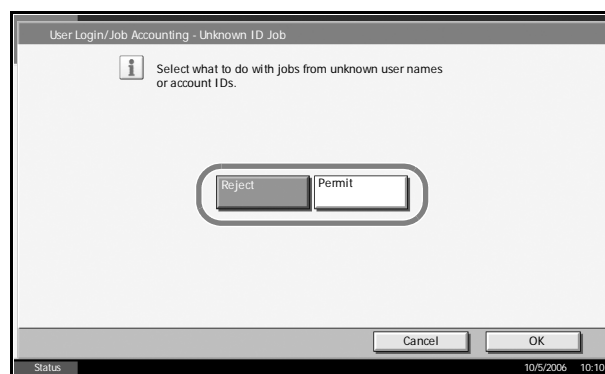 User Login/Job Accounting - Unknown ID Job
Select what to do with jobs from unknown user names
or account IDs.
Reject
Permit
Cancel
OK
Status
10/5/2006 10:10